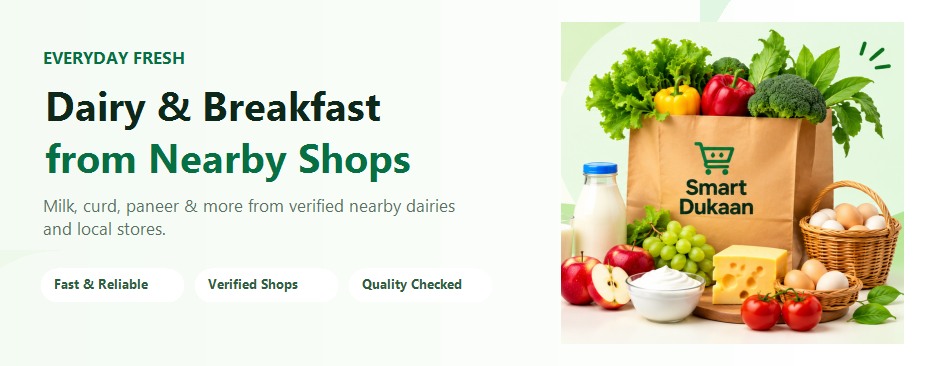 EVERYDAY FRESH
Dairy & Breakfast
from Nearby Shops
Milk, curd, paneer & more from verified nearby dairies
and local stores.
Fast & Reliable
Verified Shops
Quality Checked
Smart
Dukaan